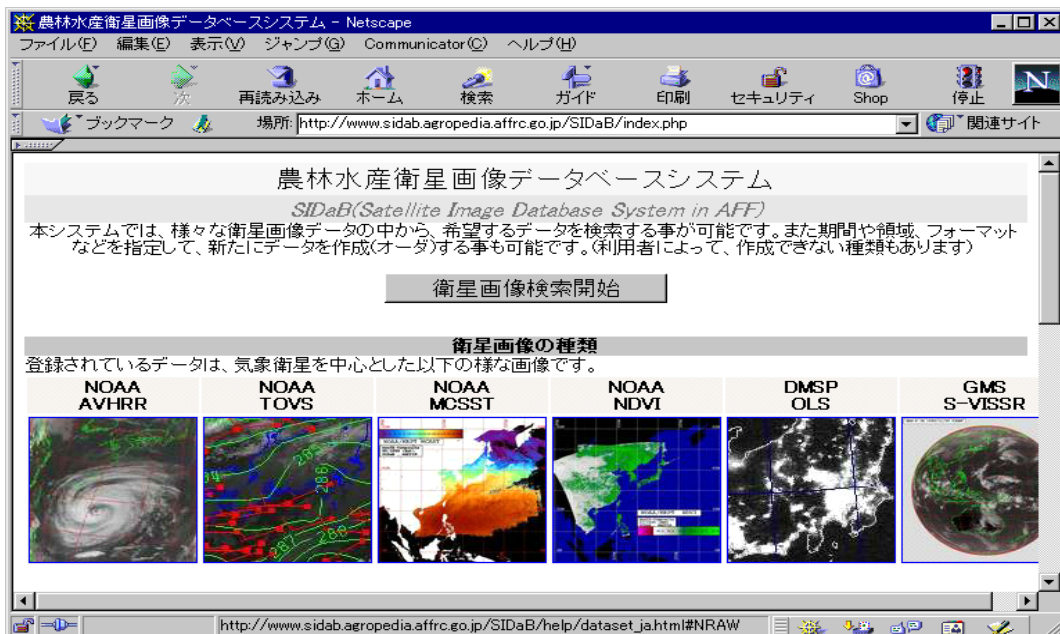 農林水産衛星画像データベースシステム - Netscape
ファイル(F) 編集(E) 表示(V) ジャンプ(G) Communicator(C) ヘルプ(H)
戻る 次 再読み込み ホーム 検索 ガイド 印刷 セキュリティ Shop 停止 N
ブックマーク 場所: http://www.sidab.agropedia.affrc.go.jp/SIDaB/index.php 関連サイト
農林水産衛星画像データベースシステム
SIDaB(Satellite Image Database System in AFF)
本システムでは、様々な衛星画像データの中から、希望するデータを検索する事が可能です。また期間や領域、フォーマット
などを指定して、新たにデータを作成(オーダ)する事も可能です。(利用者によって、作成できない種類もあります)
衛星画像検索開始
衛星画像の種類
登録されているデータは、気象衛星を中心とした以下の様な画像です。
NOAA NOAA NOAA NOAA DMSP GMS
AVHRR TOVS MCSST NDVI OLS S-VISSR
286
287 288
http://www.sidab.agropedia.affrc.go.jp/SIDaB/help/dataset_ja.html#NRAW